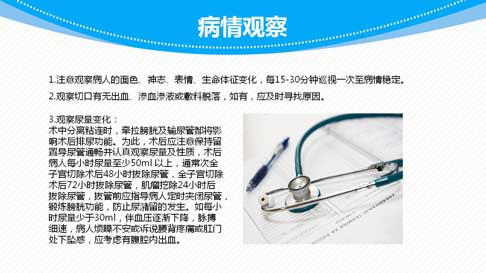 病情观察
1.注意观察病人的面色、神志、表情、生命体征变化，每15-30分钟巡视一次至病情稳定。
2.观察切口有无出血、渗血渗液或敷料脱落，如有，应及时寻找原因。
3.观察尿量变化：
术中分离粘连时，牵拉膀胱及输尿管都将影
响术后排尿功能。为此，术后应注意保持留
置导尿管通畅并认真观察尿量及性质，术后
病人每小时尿量至少50ml 以上，通常次全
子宫切除术后48小时拔除尿管，全子宫切除
术后72小时拔除尿管，肌瘤挖除24小时后
拔除尿管，拔管前应指导病人定时夹闭尿管，
锻炼膀胱功能，防止尿潴留的发生。如每小
时尿量少于30ml，伴血压逐渐下降，脉搏
细速，病人烦躁不安或诉说腰背疼痛或肛门
处下坠感，应考虑有腹腔内出血。